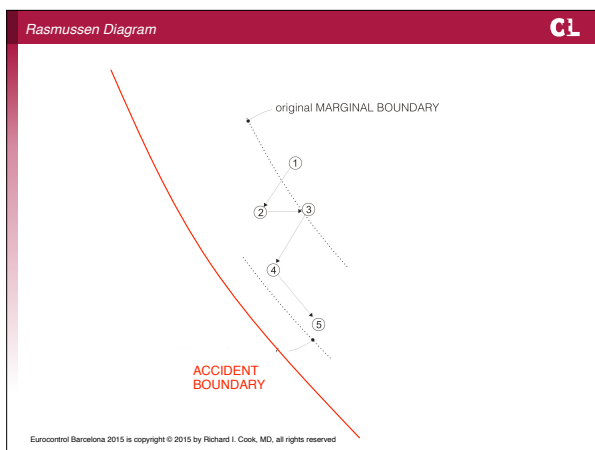 Rasmussen Diagram
CL
original MARGINAL BOUNDARY
1
2
3
4
5
ACCIDENT
BOUNDARY
Eurocontrol Barcelona 2015 is copyright © 2015 by Richard I. Cook, MD, all rights reserved